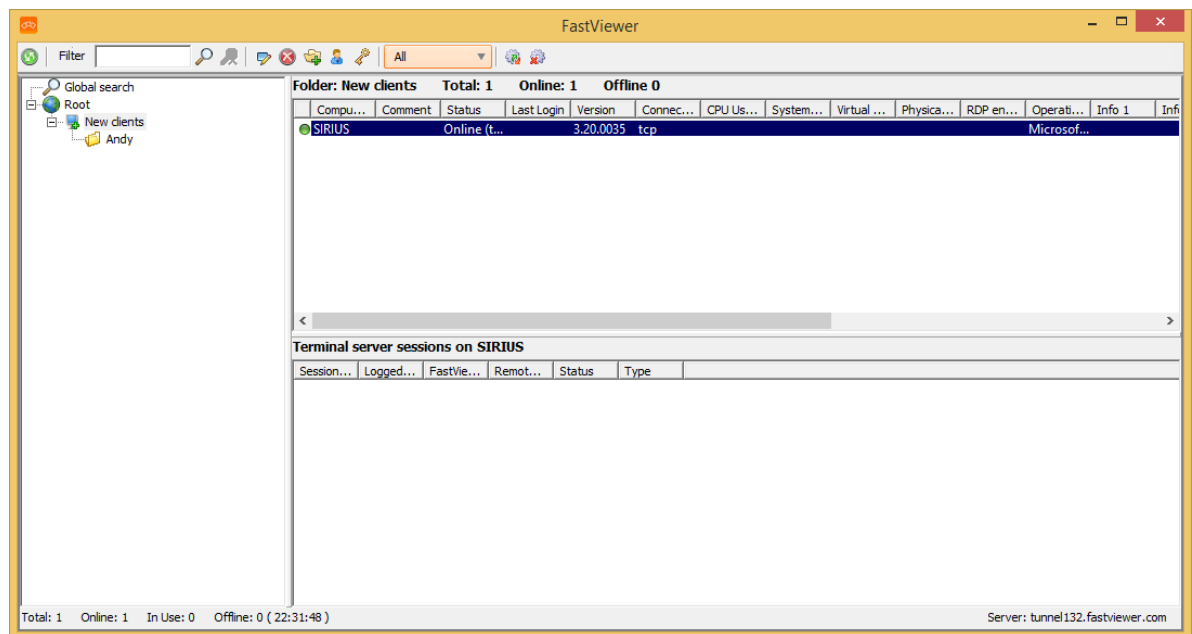 FastViewer
Filter All
Global search
Root
New clients
Andy
Folder: New clients Total: 1 Online: 1 Offline 0
Compu... Comment Status Last Login Version Connec... CPU Us... System... Virtual ... Physica... RDP en... Operati... Info 1 Inf
SIRIUS Online (t... 3.20.0035 tcp Microsof...
Terminal server sessions on SIRIUS
Session... Logged... FastVie... Remot... Status Type
Total: 1 Online: 1 In Use: 0 Offline: 0 ( 22:31:48 ) Server: tunnel132.fastviewer.com